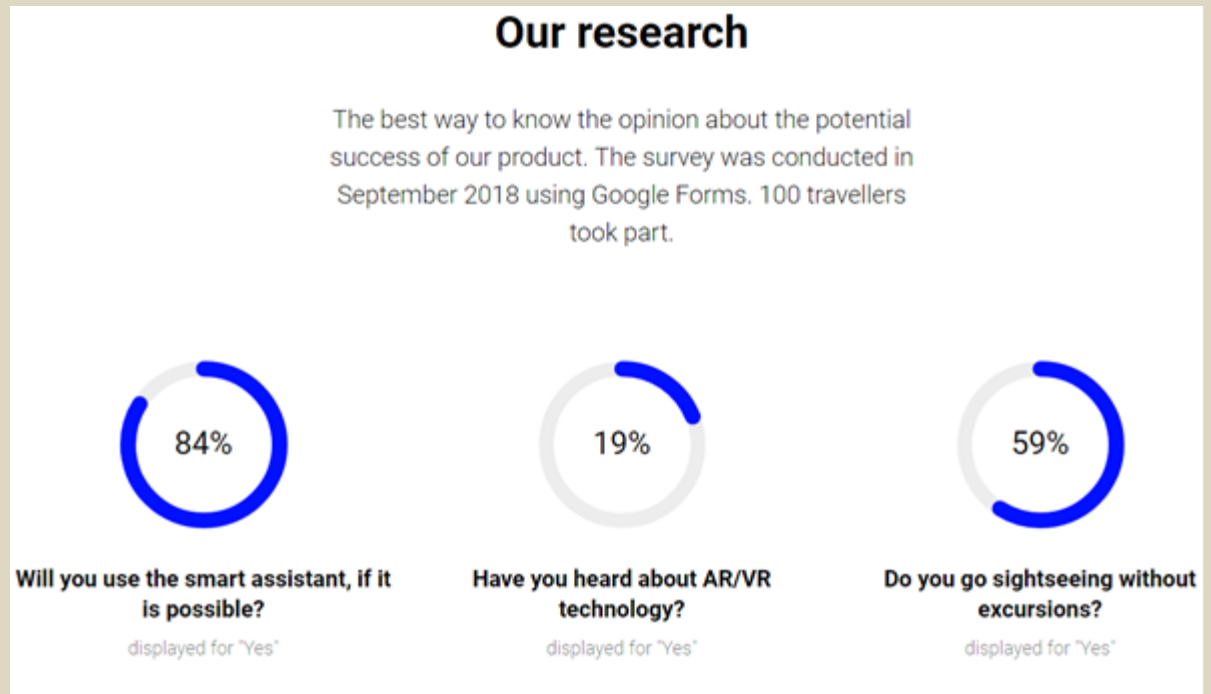 Our research
The best way to know the opinion about the potential
success of our product. The survey was conducted in
September 2018 using Google Forms. 100 travellers
took part.
84%
19%
59%
Will you use the smart assistant, if it
is possible?
displayed for "Yes"
Have you heard about AR/VR
technology?
displayed for "Yes"
Do you go sightseeing without
excursions?
displayed for "Yes"